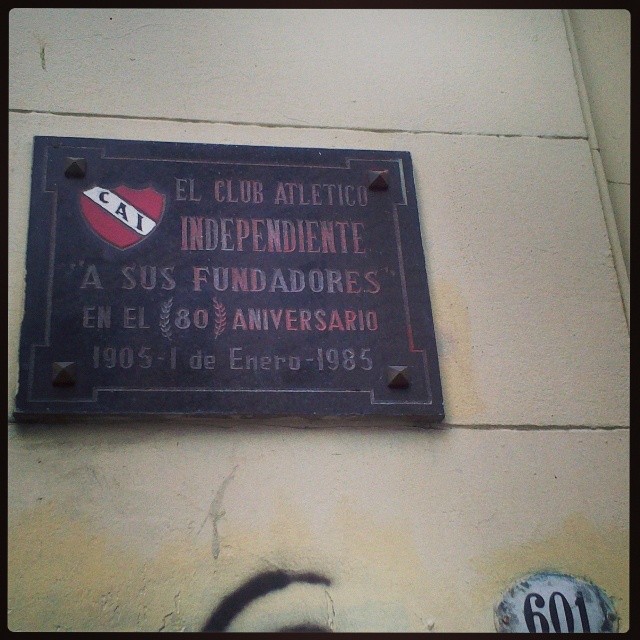 CAI
EL CLUB ATLETICO
INDEPENDIENTE
"A SUS FUNDADORES"
EN EL 80 ANIVERSARIO
1905-1 de Enero-1985
601